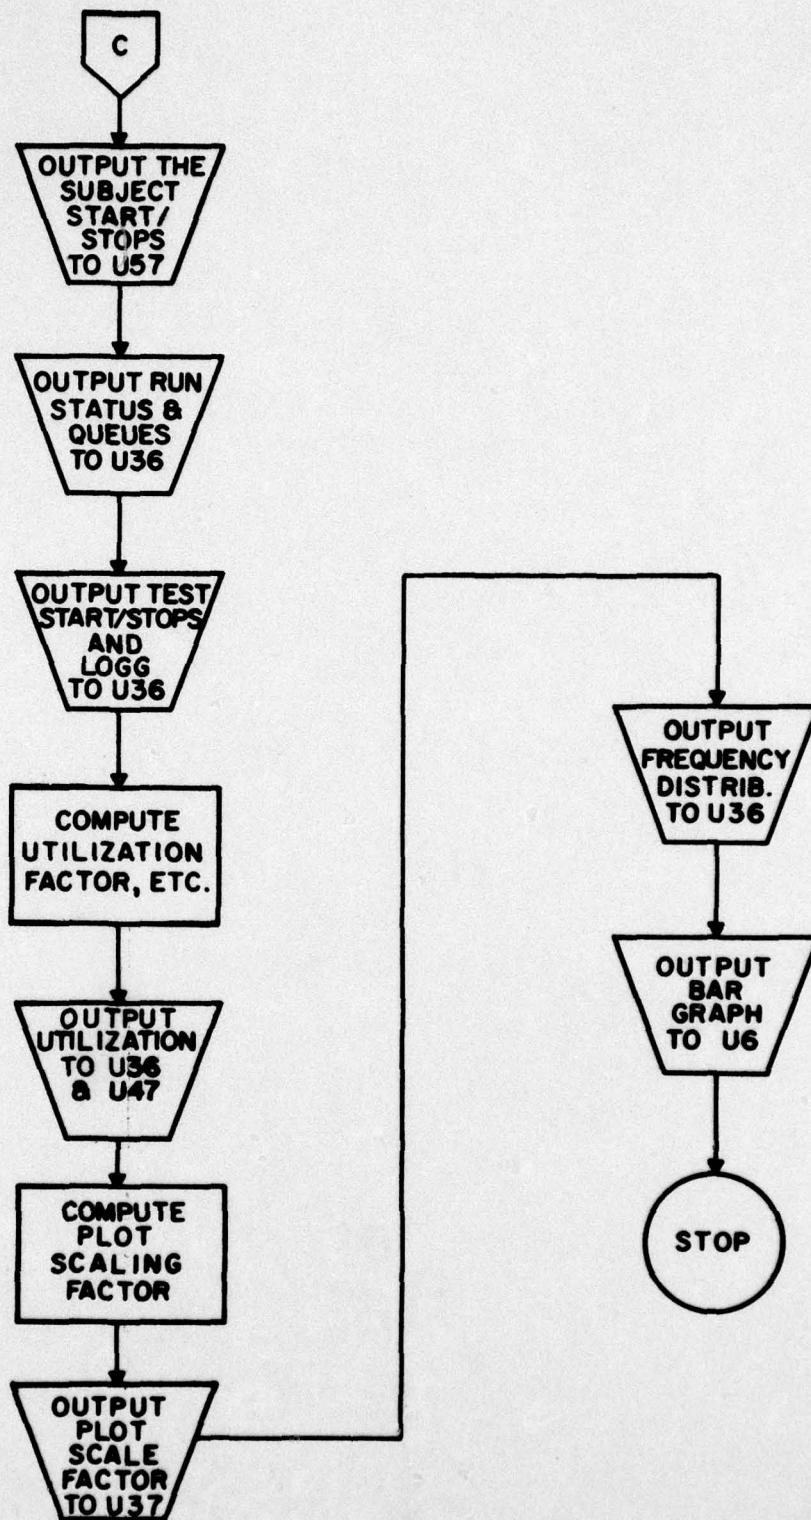 C
OUTPUT THE
SUBJECT
START/
STOPS
TO U57
OUTPUT RUN
STATUS &
QUEUES
TO U36
OUTPUT TEST
START/STOPS
AND
LOGG
TO U36
COMPUTE
UTILIZATION
FACTOR, ETC.
OUTPUT
UTILIZATION
TO U36
& U47
COMPUTE
PLOT
SCALING
FACTOR
OUTPUT
PLOT
SCALE
FACTOR
TO U37
OUTPUT
FREQUENCY
DISTRIB.
TO U36
OUTPUT
BAR
GRAPH
TO U6
STOP